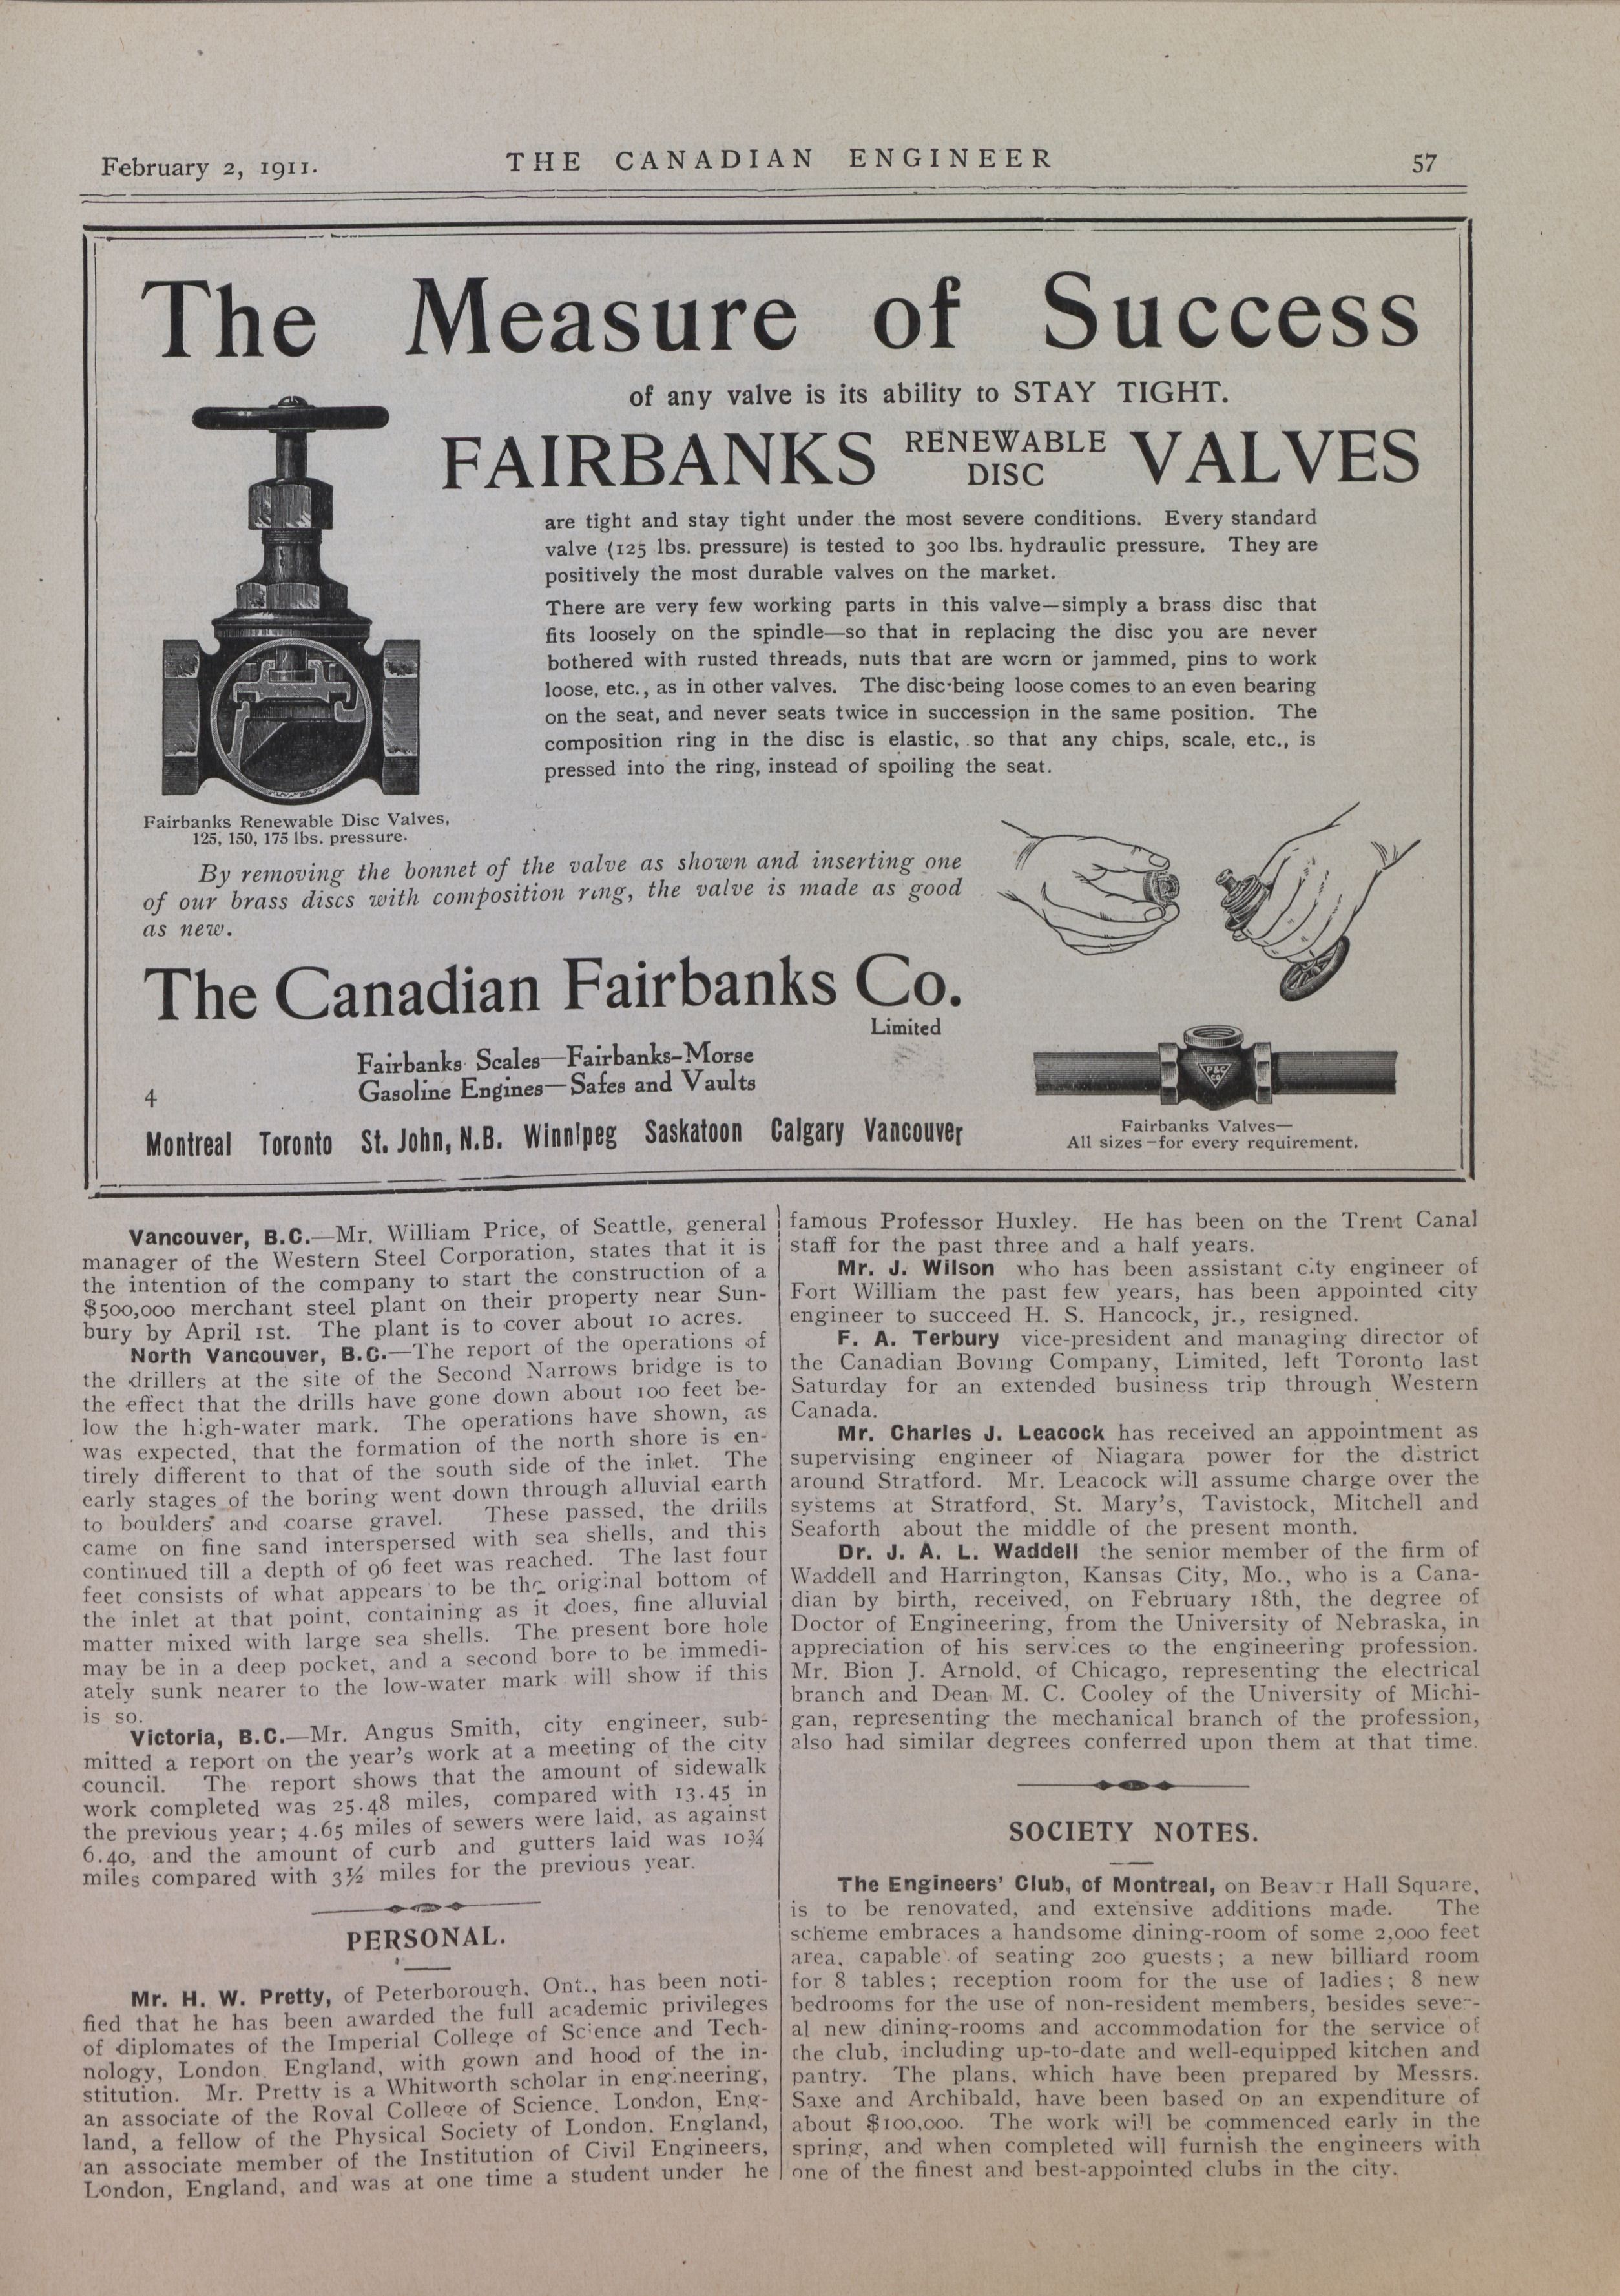 February 2, 1911.
THE CANADIAN ENGINEER
57
The Measure of Success
of any valve is its ability to STAY TIGHT.
FAIRBANKS RENEWABLE DISC VALVES
are tight and stay tight under the most severe conditions. Every standard
valve (125 lbs. pressure) is tested to 300 lbs. hydraulic pressure. They are
positively the most durable valves on the market.
There are very few working parts in this valve—simply a brass disc that
fits loosely on the spindle—so that in replacing the disc you are never
bothered with rusted threads, nuts that are worn or jammed, pins to work
loose, etc., as in other valves. The disc being loose comes to an even bearing
on the seat, and never seats twice in succession in the same position. The
composition ring in the disc is elastic, so that any chips, scale, etc., is
pressed into the ring, instead of spoiling the seat.
Fairbanks Renewable Disc Valves,
125, 150, 175 lbs. pressure.
By removing the bonnet of the valve as shown and inserting one
of our brass discs with composition ring, the valve is made as good
as new.
The Canadian Fairbanks Co.
Limited
Fairbanks Scales—Fairbanks-Morse
Gasoline Engines—Safes and Vaults
4
Montreal Toronto St. John, N.B. Winnipeg Saskatoon Calgary Vancouver
Fairbanks Valves—
All sizes—for every requirement.
Vancouver, B.C.—Mr. William Price, of Seattle, general
manager of the Western Steel Corporation, states that it is
the intention of the company to start the construction of a
$500,000 merchant steel plant on their property near Sun-
bury by April 1st. The plant is to cover about 10 acres.
North Vancouver, B.C.—The report of the operations of
the drillers at the site of the Second Narrows bridge is to
the effect that the drills have gone down about 100 feet be-
low the high-water mark. The operations have shown, as
was expected, that the formation of the north shore is en-
tirely different to that of the south side of the inlet. The
early stages of the boring went down through alluvial earth
to boulders and coarse gravel. These passed, the drills
came on fine sand interspersed with sea shells, and this
continued till a depth of 96 feet was reached. The last four
feet consists of what appears to be the original bottom of
the inlet at that point, containing as it does, fine alluvial
matter mixed with large sea shells. The present bore hole
may be in a deep pocket, and a second bore to be immedi-
ately sunk nearer to the low-water mark will show if this
is so.
Victoria, B.C.—Mr. Angus Smith, city engineer, sub-
mitted a report on the year's work at a meeting of the city
council. The report shows that the amount of sidewalk
work completed was 25.48 miles, compared with 13.45 in
the previous year; 4.65 miles of sewers were laid, as against
6.40, and the amount of curb and gutters laid was 10¾
miles compared with 3½ miles for the previous year.
PERSONAL.
Mr. H. W. Pretty, of Peterborough, Ont., has been noti-
fied that he has been awarded the full academic privileges
of diplomates of the Imperial College of Science and Tech-
nology, London, England, with gown and hood of the in-
stitution. Mr. Pretty is a Whitworth scholar in engineering,
an associate of the Royal College of Science, London, Eng-
land, a fellow of the Physical Society of London, England,
an associate member of the Institution of Civil Engineers,
London, England, and was at one time a student under he
famous Professor Huxley. He has been on the Trent Canal
staff for the past three and a half years.
Mr. J. Wilson who has been assistant city engineer of
Fort William the past few years, has been appointed city
engineer to succeed H. S. Hancock, jr., resigned.
F. A. Terbury vice-president and managing director of
the Canadian Boving Company, Limited, left Toronto last
Saturday for an extended business trip through Western
Canada.
Mr. Charles J. Leacock has received an appointment as
supervising engineer of Niagara power for the district
around Stratford. Mr. Leacock will assume charge over the
systems at Stratford, St. Mary's, Tavistock, Mitchell and
Seaforth about the middle of the present month.
Dr. J. A. L. Waddell the senior member of the firm of
Waddell and Harrington, Kansas City, Mo., who is a Cana-
dian by birth, received, on February 18th, the degree of
Doctor of Engineering, from the University of Nebraska, in
appreciation of his services to the engineering profession.
Mr. Bion J. Arnold, of Chicago, representing the electrical
branch and Dean M. C. Cooley of the University of Michi-
gan, representing the mechanical branch of the profession,
also had similar degrees conferred upon them at that time.
SOCIETY NOTES.
The Engineers' Club, of Montreal, on Beaver Hall Square,
is to be renovated, and extensive additions made. The
scheme embraces a handsome dining-room of some 2,000 feet
area, capable of seating 200 guests; a new billiard room
for 8 tables; reception room for the use of ladies; 8 new
bedrooms for the use of non-resident members, besides sever-
al new dining-rooms and accommodation for the service of
the club, including up-to-date and well-equipped kitchen and
pantry. The plans, which have been prepared by Messrs.
Saxe and Archibald, have been based on an expenditure of
about $100,000. The work will be commenced early in the
spring, and when completed will furnish the engineers with
one of the finest and best-appointed clubs in the city.